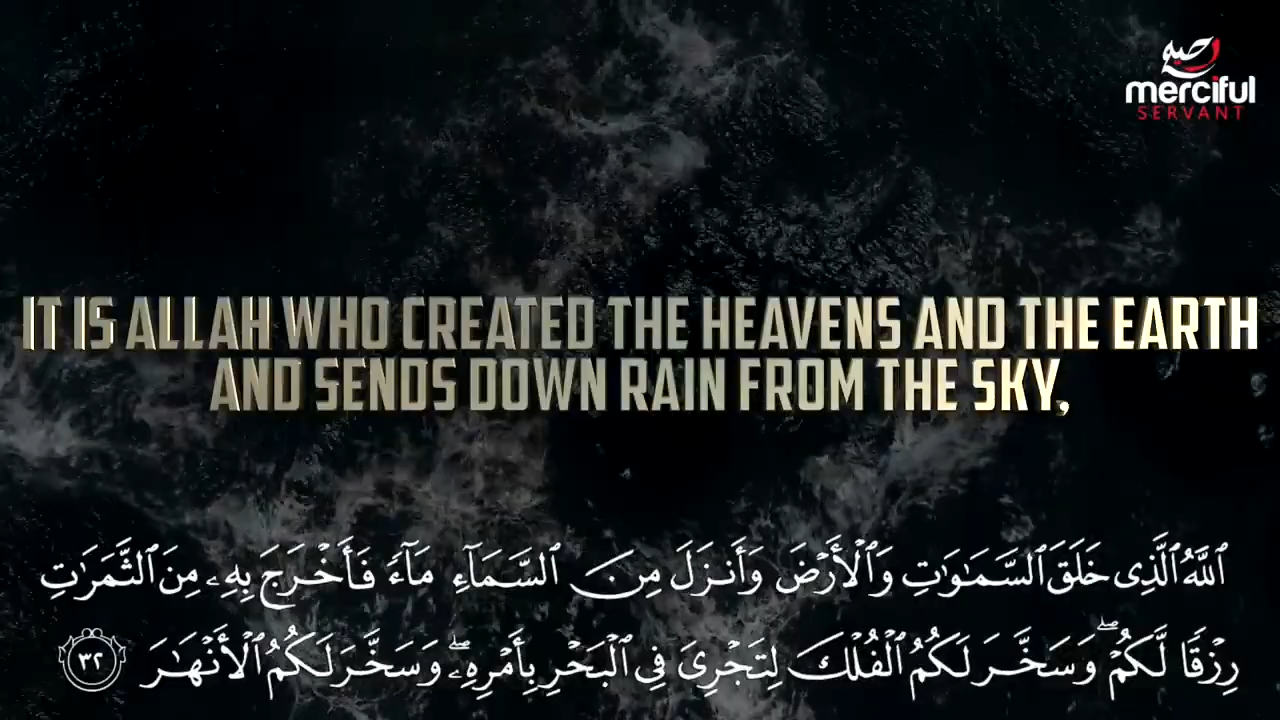 merciful
SERVANT
IT IS ALLAH WHO CREATED THE HEAVENS AND THE EARTH
AND SENDS DOWN RAIN FROM THE SKY,
ٱللَّهُ ٱلَّذِى خَلَقَ ٱلسَّمَٰوَٰتِ وَٱلْأَرْضَ وَأَنزَلَ مِنَ ٱلسَّمَآءِ مَآءً فَأَخْرَجَ بِهِۦ مِنَ ٱلثَّمَرَٰتِ
رِزْقًا لَّكُمْ ۖ وَسَخَّرَ لَكُمُ ٱلْفُلْكَ لِتَجْرِىَ فِى ٱلْبَحْرِ بِأَمْرِهِۦ ۖ وَسَخَّرَ لَكُمُ ٱلْأَنْهَٰرَ ٣٢